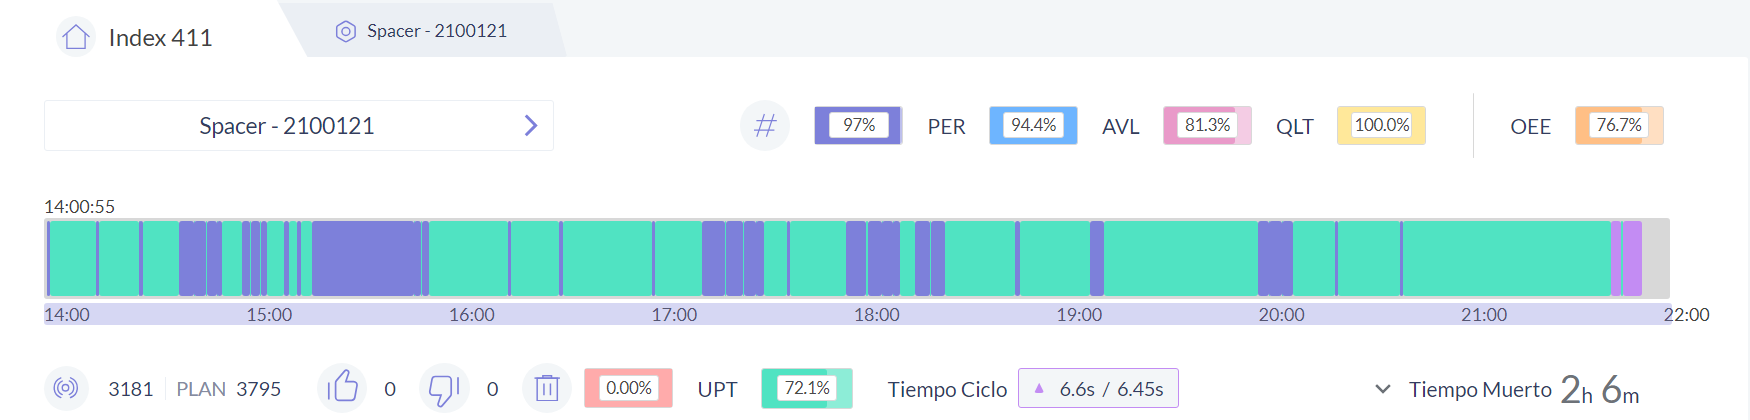 Index 411
Spacer - 2100121
Spacer - 2100121
# 97% PER 94.4% AVL 81.3% QLT 100.0% OEE 76.7%
14:00:55
14:00 15:00 16:00 17:00 18:00 19:00 20:00 21:00 22:00
3181 PLAN 3795 0 0 0.00% UPT 72.1% Tiempo Ciclo 6.6s / 6.45s Tiempo Muerto 2h 6m